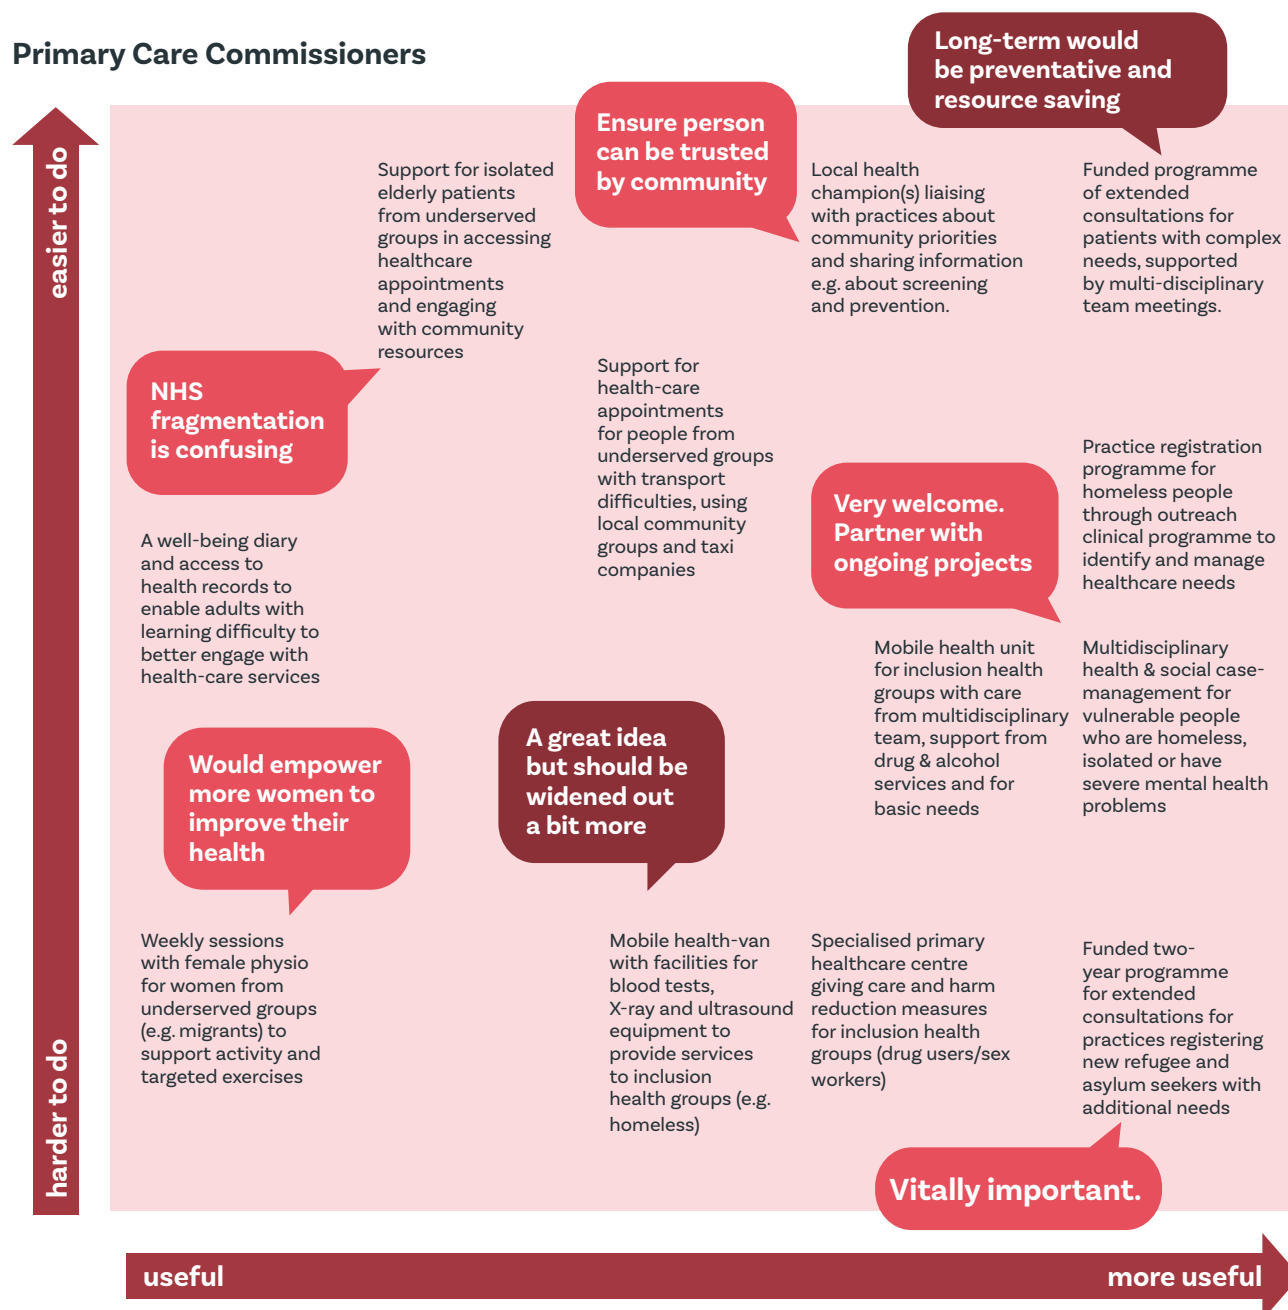 Primary Care Commissioners
Long-term would
be preventative and
resource saving
Ensure person
can be trusted
by community
easier to do
Support for isolated
elderly patients
from underserved
groups in accessing
healthcare
appointments
and engaging
with community
resources
Local health
champion(s) liaising
with practices about
community priorities
and sharing information
e.g. about screening
and prevention.
Funded programme
of extended
consultations for
patients with complex
needs, supported
by multi-disciplinary
team meetings.
NHS
fragmentation
is confusing
Support for
health-care
appointments
for people from
underserved groups
with transport
difficulties, using
local community
groups and taxi
companies
Very welcome.
Partner with
ongoing projects
Practice registration
programme for
homeless people
through outreach
clinical programme to
identify and manage
healthcare needs
A well-being diary
and access to
health records to
enable adults with
learning difficulty to
better engage with
health-care services
Mobile health unit
for inclusion health
groups with care
from multidisciplinary
team, support from
drug & alcohol
services and for
basic needs
Multidisciplinary
health & social case-
management for
vulnerable people
who are homeless,
isolated or have
severe mental health
problems
Would empower
more women to
improve their
health
A great idea
but should be
widened out
a bit more
Weekly sessions
with female physio
for women from
underserved groups
(e.g. migrants) to
support activity and
targeted exercises
Mobile health-van
with facilities for
blood tests,
X-ray and ultrasound
equipment to
provide services
to inclusion
health groups (e.g.
homeless)
Specialised primary
healthcare centre
giving care and harm
reduction measures
for inclusion health
groups (drug users/sex
workers)
Funded two-
year programme
for extended
consultations for
practices registering
new refugee and
asylum seekers with
additional needs
harder to do
Vitally important.
useful
more useful